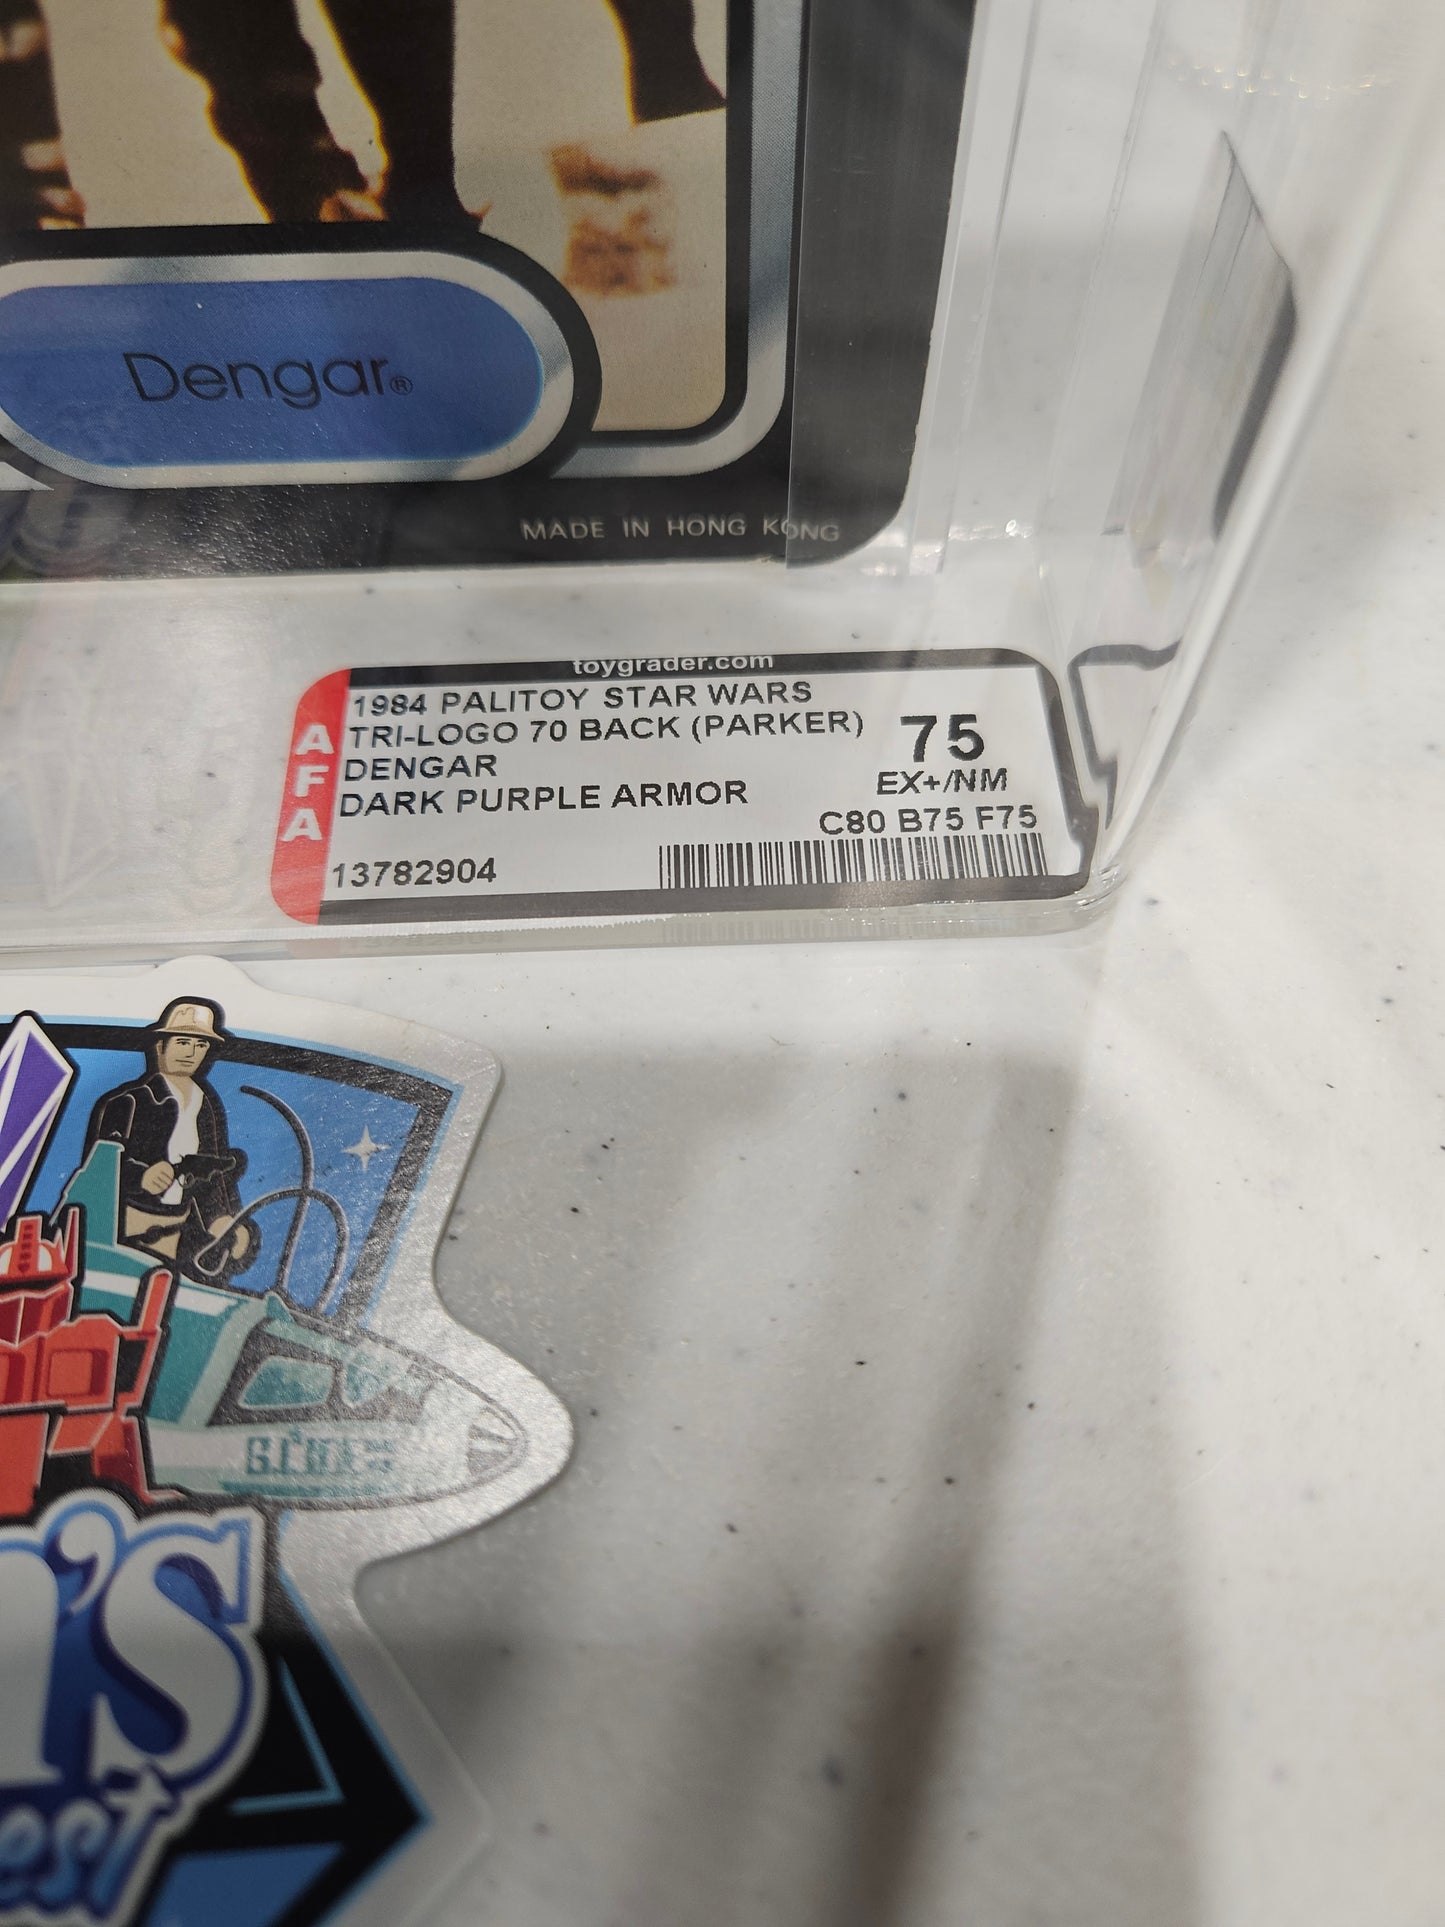 Dengar®
MADE IN HONG KONG
toygrader.com
AFA
1984 PALITOY STAR WARS
TRI-LOGO 70 BACK (PARKER)
DENGAR
DARK PURPLE ARMOR
75
EX+/NM
C80 B75 F75
13782904
13782904
's